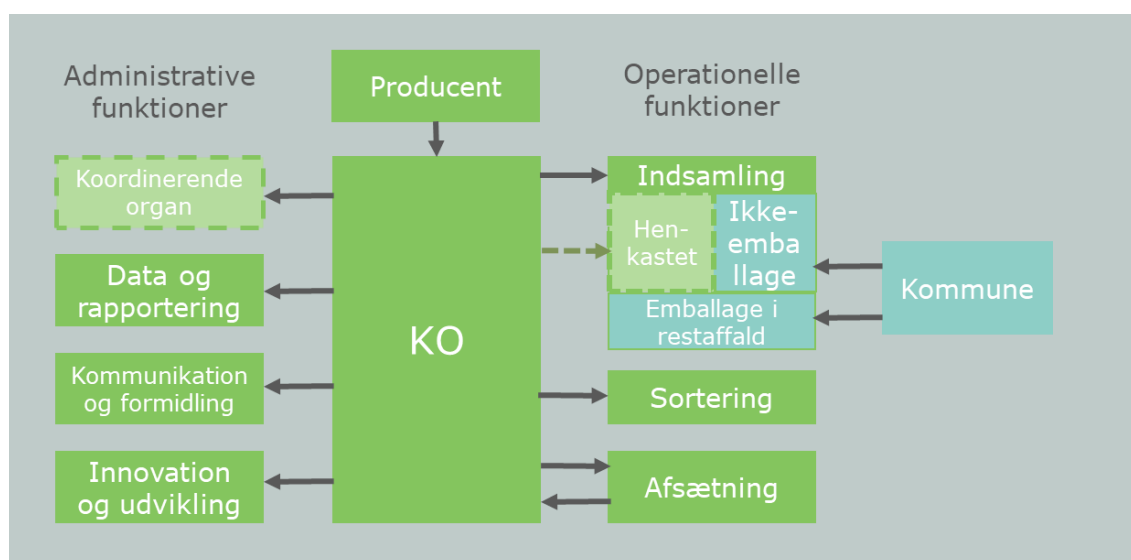 Administrative
funktioner
Producent
Operationelle
funktioner
Koordinerende
organ
Data og
rapportering
Kommunikation
og formidling
Innovation
og udvikling
KO
Indsamling
Hen-
kastet
Ikke-
emba
llage
Emballage i
restaffald
Sortering
Afsætning
Kommune